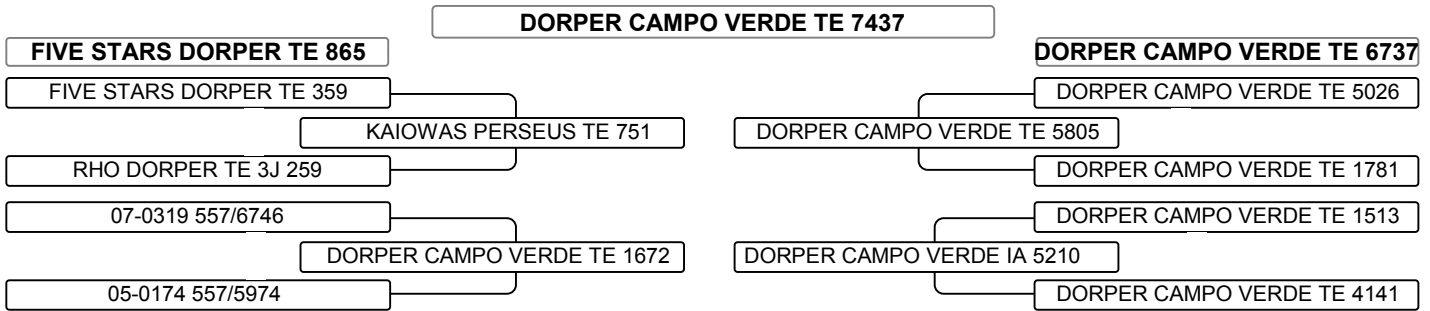 DORPER CAMPO VERDE TE 7437
FIVE STARS DORPER TE 865
DORPER CAMPO VERDE TE 6737
FIVE STARS DORPER TE 359
DORPER CAMPO VERDE TE 5026
KAIOWAS PERSEUS TE 751
DORPER CAMPO VERDE TE 5805
RHO DORPER TE 3J 259
DORPER CAMPO VERDE TE 1781
07-0319 557/6746
DORPER CAMPO VERDE TE 1513
DORPER CAMPO VERDE TE 1672
DORPER CAMPO VERDE IA 5210
05-0174 557/5974
DORPER CAMPO VERDE TE 4141